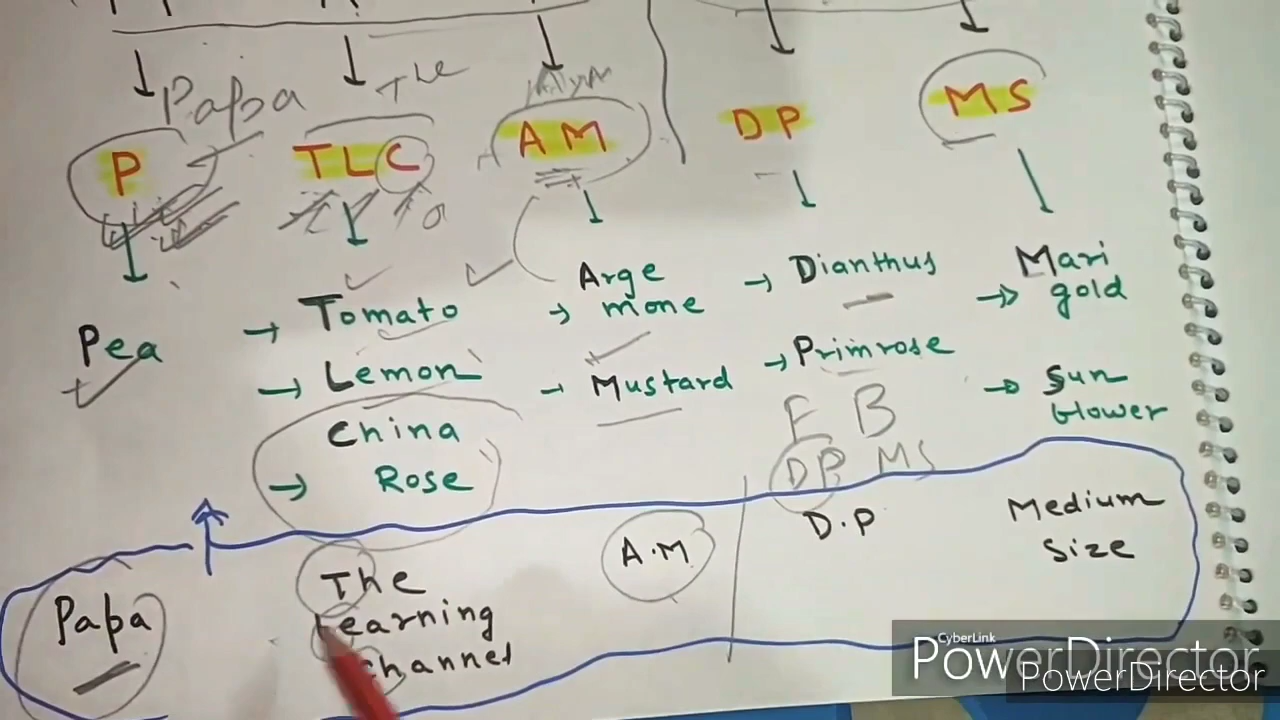 Papa
The
P
TLC
AM
DP
MS
Pea
→ Tomato
→ Lemon
China
→ Rose
Arge
→ mone
→ Mustard
→ Dianthus
→ Primrose
Mari
→ gold
→ Sun
flower
F B
DP MS
Papa
The
Learning
Channel
A.M
D.P
Medium
Size
CyberLink
PowerDirector
PowerDirector